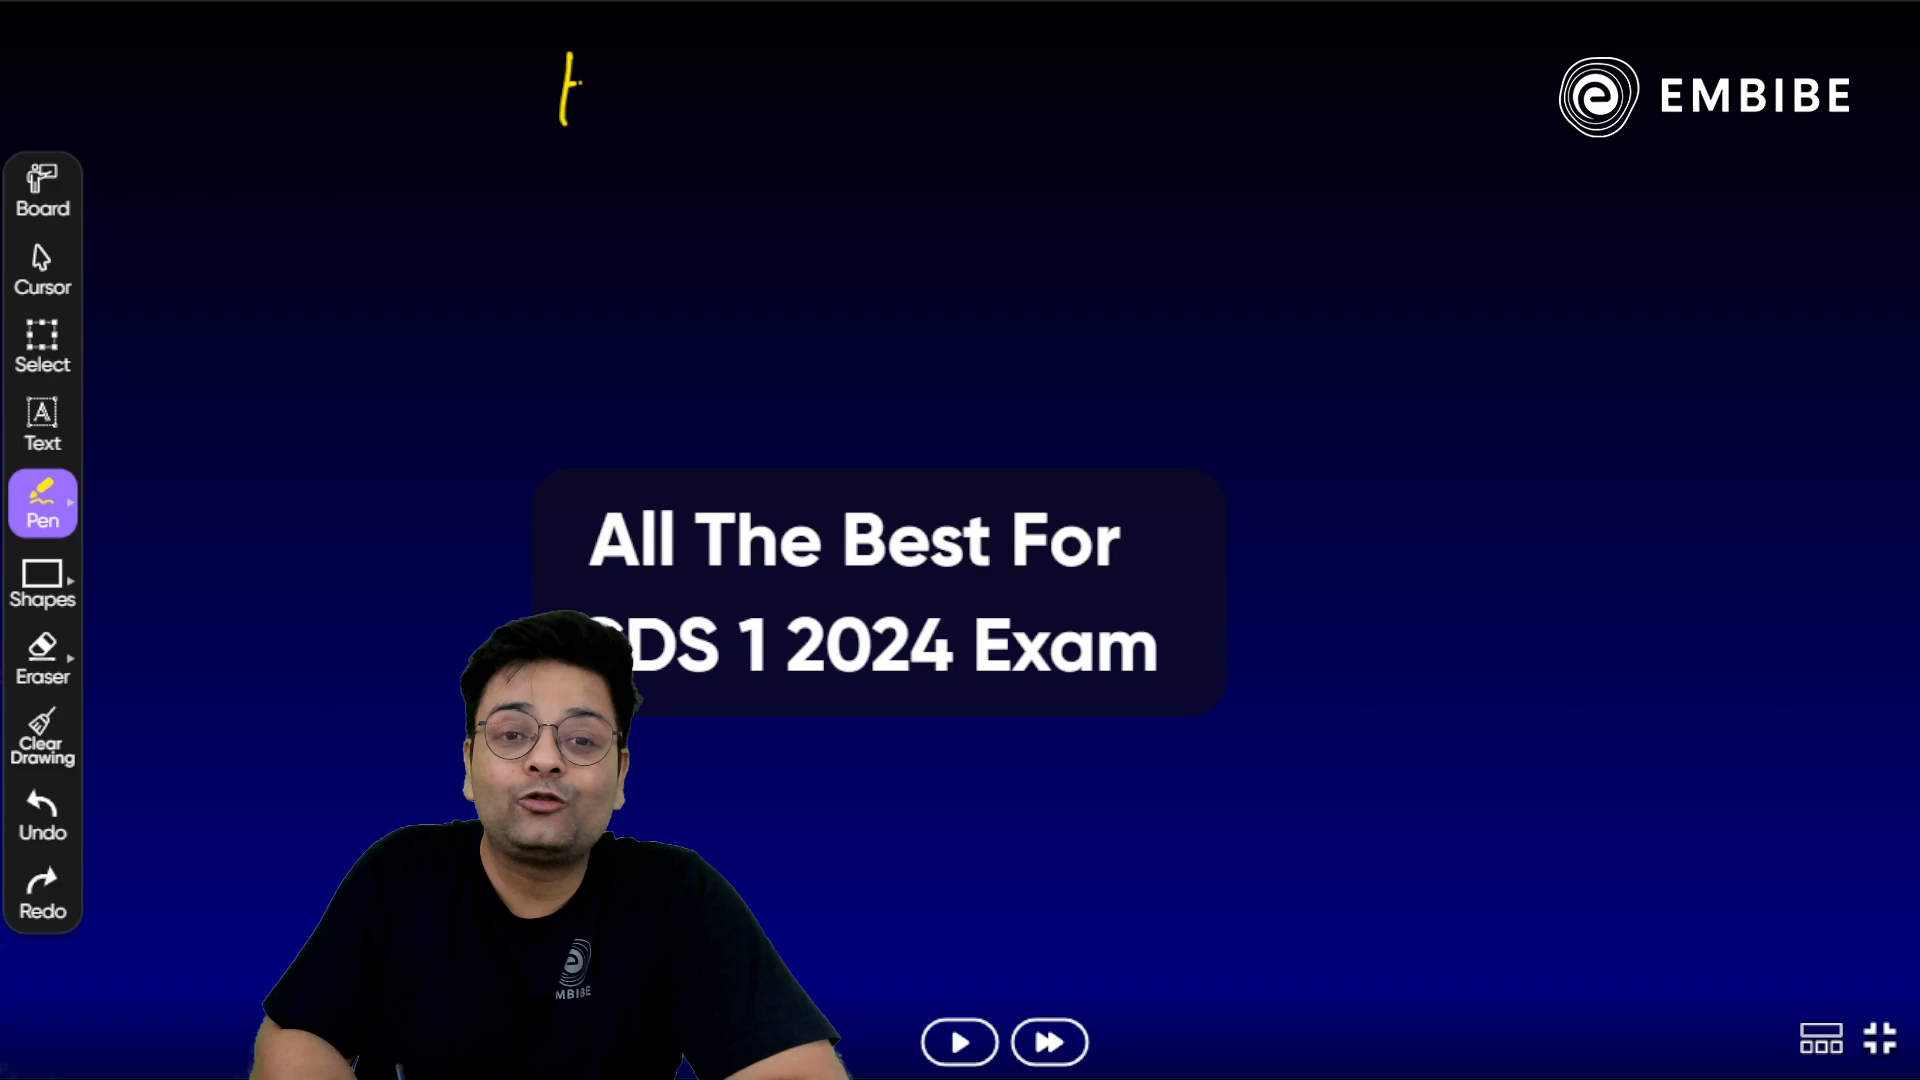 EMBIBE
Board
Cursor
Select
Text
Pen
Shapes
Eraser
Clear
Drawing
Undo
Redo
All The Best For
DS 1 2024 Exam
MBIBE